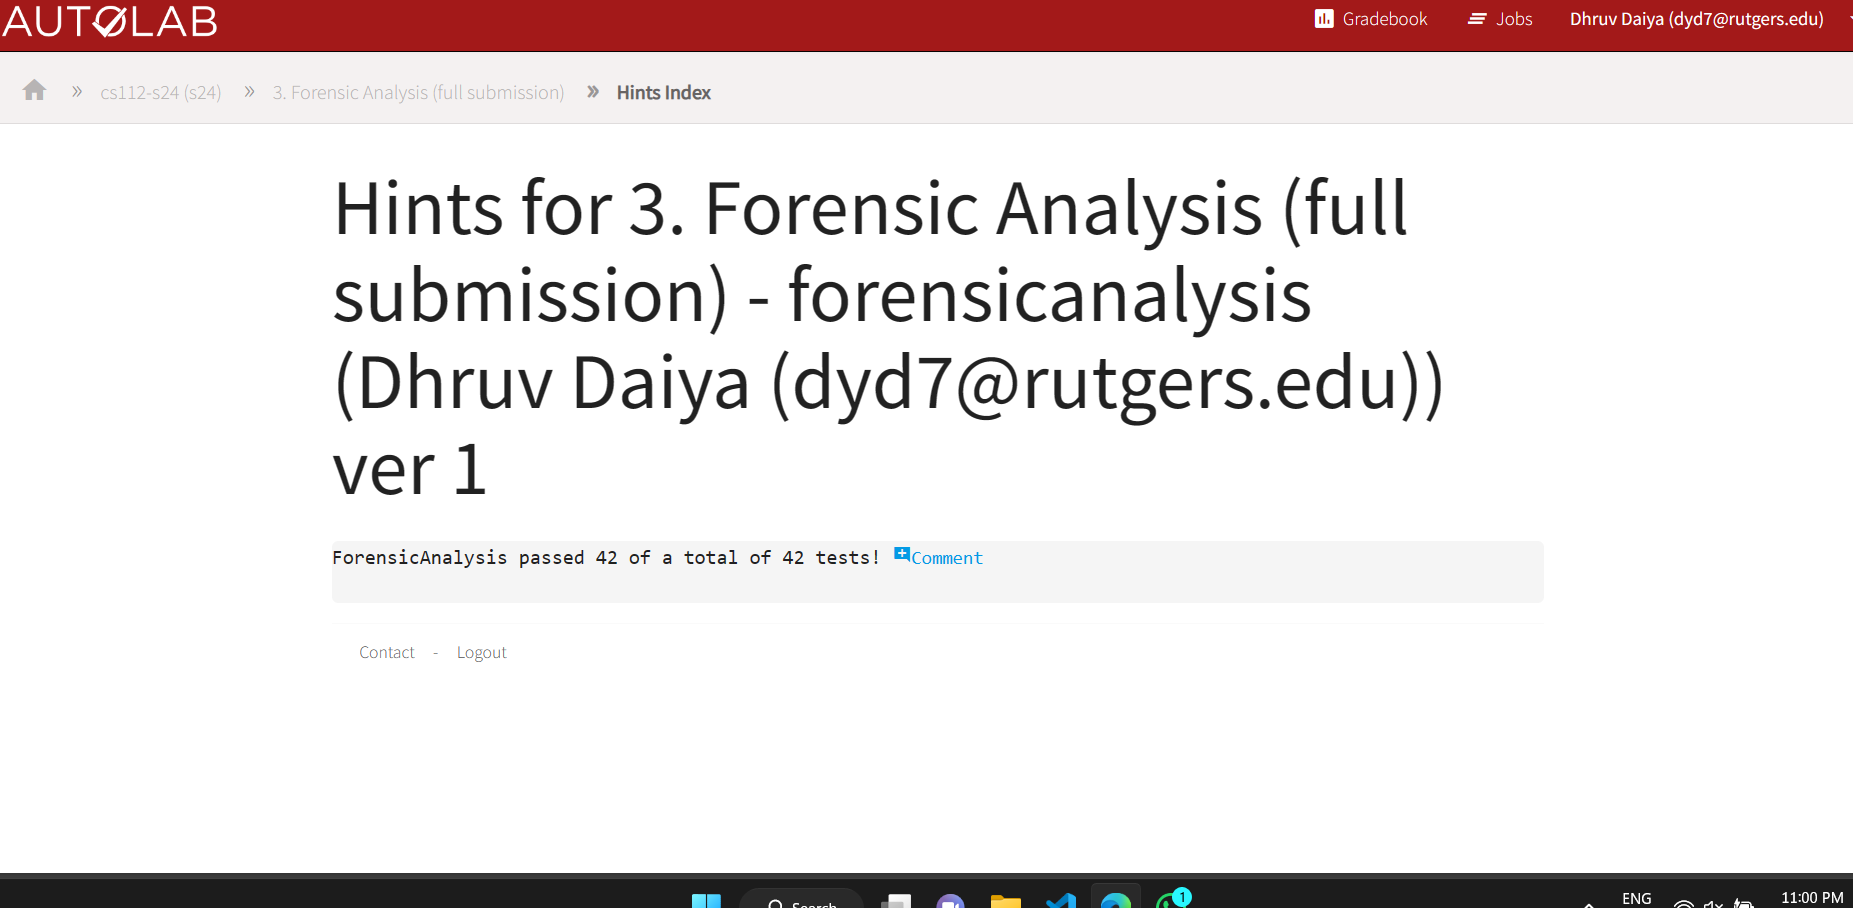 AUTOLAB
Gradebook Jobs Dhruv Daiya (dyd7@rutgers.edu)
» cs112-s24 (s24) » 3. Forensic Analysis (full submission) » Hints Index
Hints for 3. Forensic Analysis (full
submission) - forensicanalysis
(Dhruv Daiya (dyd7@rutgers.edu))
ver 1
ForensicAnalysis passed 42 of a total of 42 tests! Comment
Contact - Logout
Search 1 ENG 11:00 PM